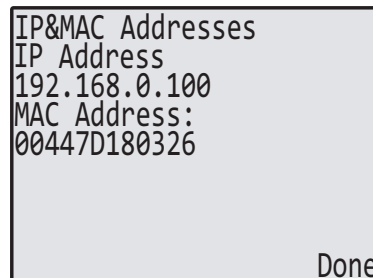 IP&MAC Addresses
IP Address
192.168.0.100
MAC Address:
00447D180326
Done